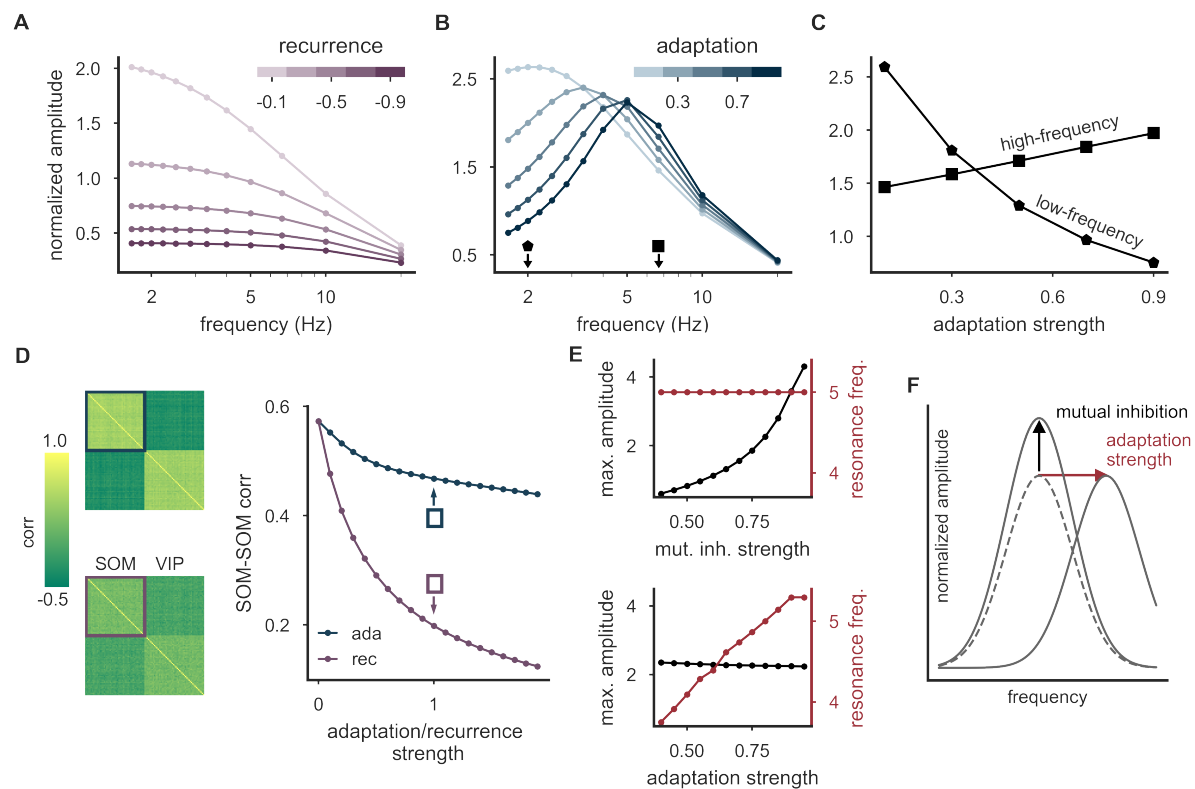 A
recurrence
-0.1 -0.5 -0.9
normalized amplitude
2.0
1.5
1.0
0.5
2 5 10
frequency (Hz)
B
adaptation
0.3 0.7
2.5
1.5
0.5
2 5 10
frequency (Hz)
C
2.5
2.0
1.5
1.0
high-frequency
low-frequency
0.3 0.6 0.9
adaptation strength
D
1.0
corr
-0.5
SOM VIP
SOM-SOM corr
0.6
0.4
0.2
ada
rec
0 1
adaptation/recurrence
strength
E
max. amplitude
4
2
resonance freq.
5
4
0.50 0.75
mut. inh. strength
max. amplitude
4
2
resonance freq.
5
4
0.50 0.75
adaptation strength
F
normalized amplitude
mutual inhibition
adaptation
strength
frequency